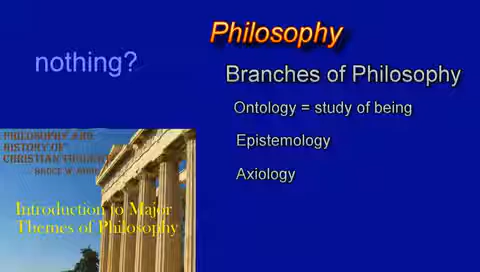 nothing?
Philosophy
Branches of Philosophy
Ontology = study of being
Epistemology
Axiology
PHILOSOPHY AND
HISTORY OF
CHRISTIAN THOUGHT
BRUCE W.
Introduction to Major
Themes of Philosophy